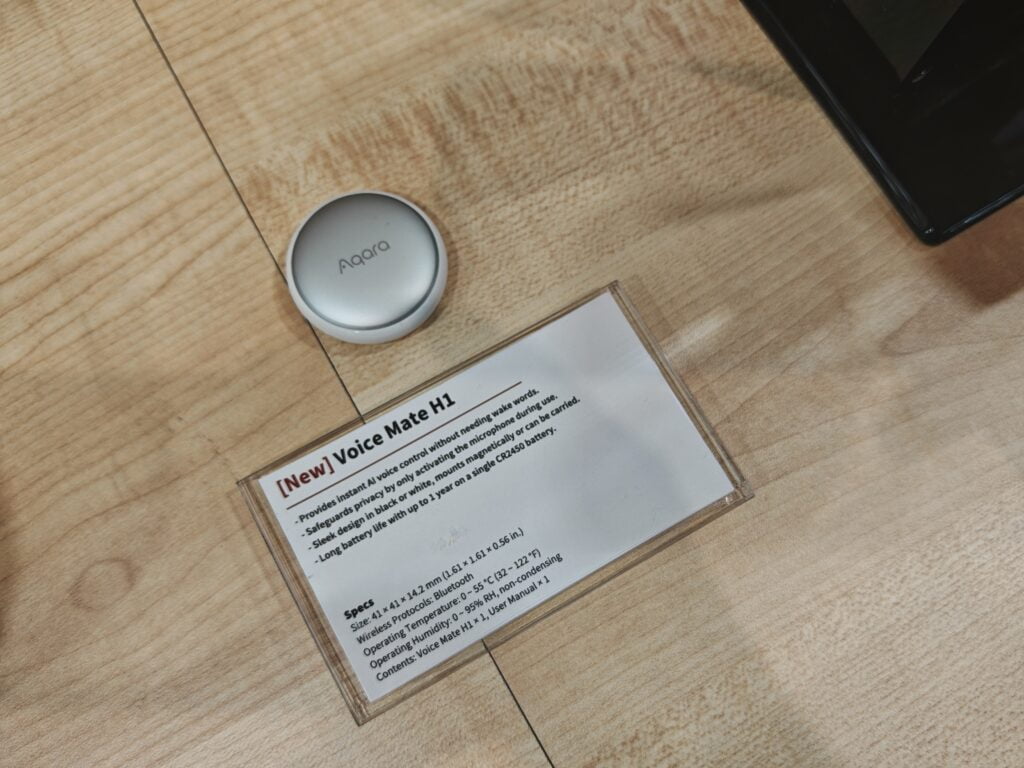 Aqara
[New] Voice Mate H1
- Provides instant AI voice control without needing wake words.
- Safeguards privacy by only activating the microphone during use.
- Sleek design in black or white, mounts magnetically or can be carried.
- Long battery life with up to 1 year on a single CR2450 battery.
Specs
Size: 41 × 41 × 14.2 mm (1.61 × 1.61 × 0.56 in.)
Wireless Protocols: Bluetooth
Operating Temperature: 0 – 55 °C (32 – 122 °F)
Operating Humidity: 0 – 95% RH, non-condensing
Contents: Voice Mate H1 × 1, User Manual × 1